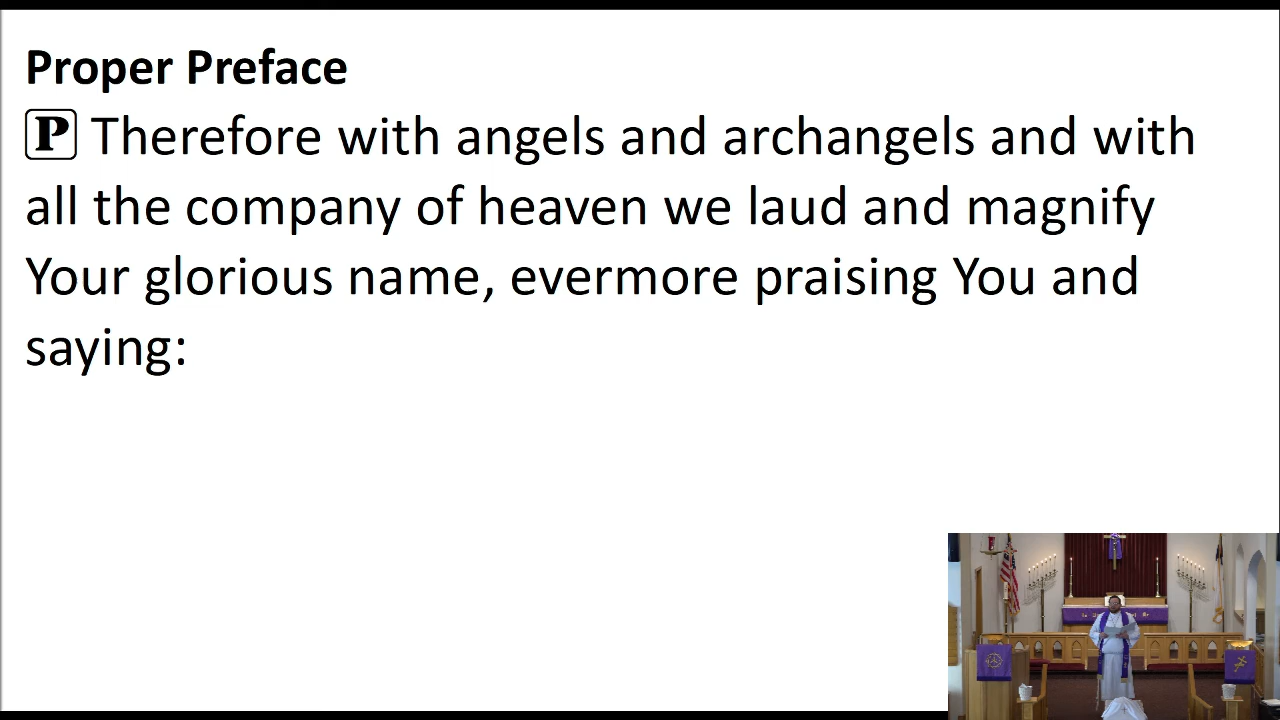 Proper Preface
P Therefore with angels and archangels and with
all the company of heaven we laud and magnify
Your glorious name, evermore praising You and
saying: